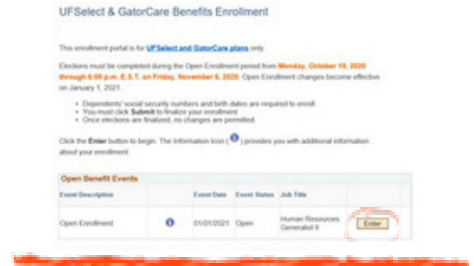 UFSelect & GatorCare Benefits Enrollment
This enrollment portal is for UFSelect and GatorCare plans only.
Elections must be completed during the Open Enrollment period from Monday, October 19, 2020
through 6:00 p.m. E.S.T. on Friday, November 6, 2020. Open Enrollment changes become effective
on January 1, 2021.
• Dependents' social security numbers and birth dates are required to enroll.
• You must click Submit to finalize your enrollment.
• Once elections are finalized, no changes are permitted.
Click the Enter button to begin. The Information Icon ( i ) provides you with additional information
about your enrollment.
Open Benefit Events
Event Description Event Date Event Status Job Title
Open Enrollment i 01/01/2021 Open Human Resources
Generalist II Enter